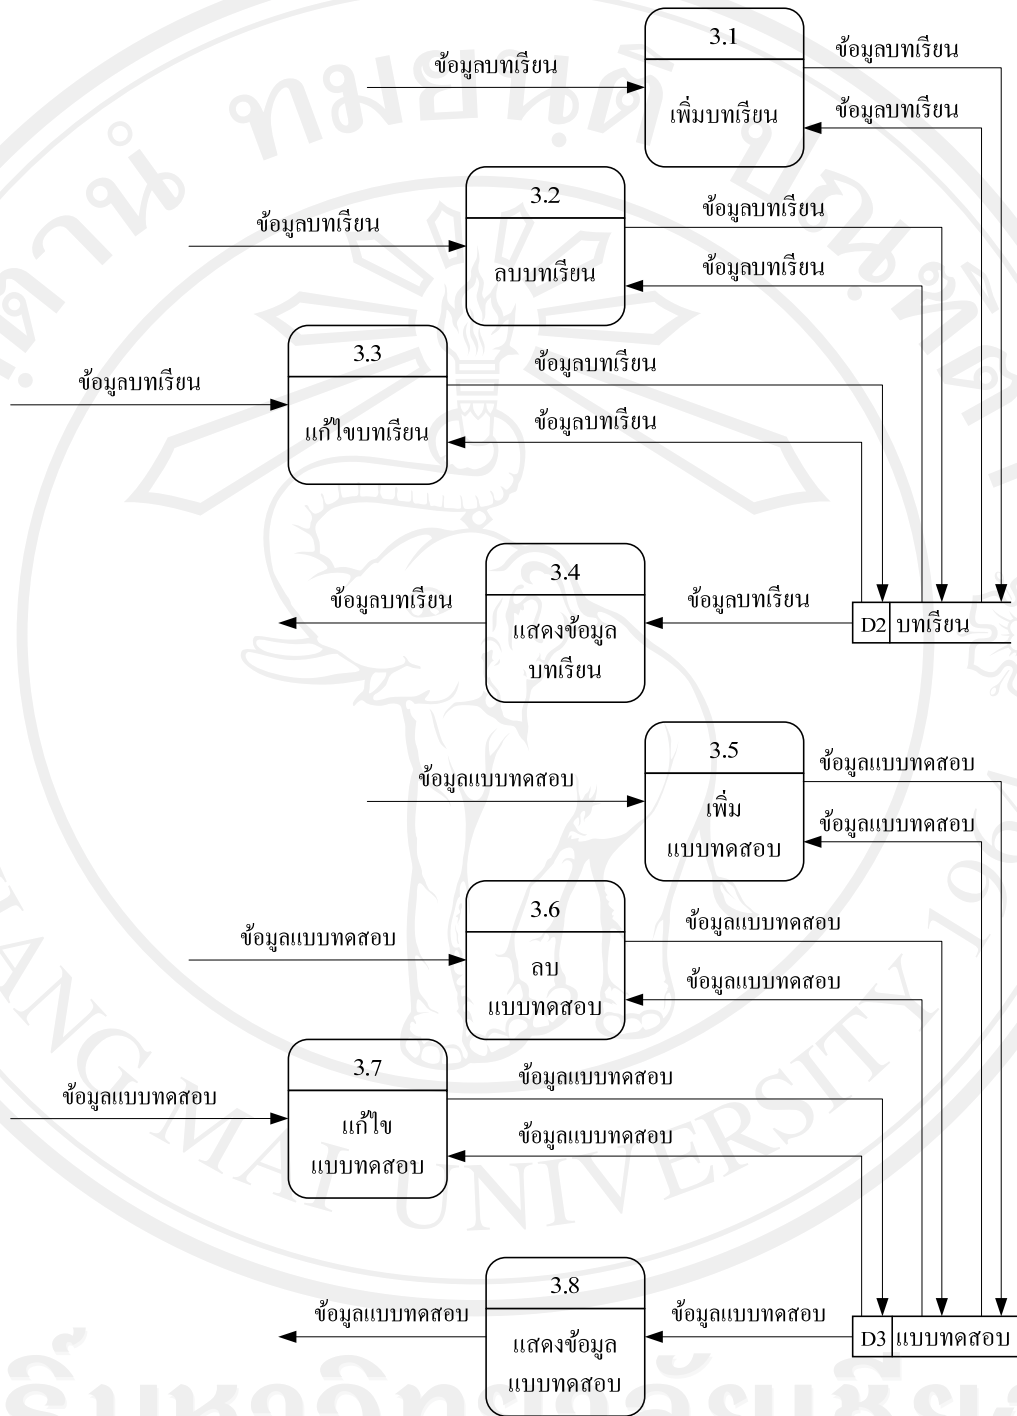 3.1
ข้อมูลบทเรียน
ข้อมูลบทเรียน
เพิ่มบทเรียน
ข้อมูลบทเรียน
3.2
ข้อมูลบทเรียน
ข้อมูลบทเรียน
ลบบทเรียน
ข้อมูลบทเรียน
3.3
ข้อมูลบทเรียน
ข้อมูลบทเรียน
แก้ไขบทเรียน
ข้อมูลบทเรียน
3.4
ข้อมูลบทเรียน
ข้อมูลบทเรียน
แสดงข้อมูล
บทเรียน
D2 บทเรียน
3.5
ข้อมูลแบบทดสอบ
ข้อมูลแบบทดสอบ
เพิ่ม
แบบทดสอบ
ข้อมูลแบบทดสอบ
3.6
ข้อมูลแบบทดสอบ
ข้อมูลแบบทดสอบ
ลบ
แบบทดสอบ
ข้อมูลแบบทดสอบ
3.7
ข้อมูลแบบทดสอบ
ข้อมูลแบบทดสอบ
แก้ไข
แบบทดสอบ
ข้อมูลแบบทดสอบ
3.8
ข้อมูลแบบทดสอบ
ข้อมูลแบบทดสอบ
แสดงข้อมูล
แบบทดสอบ
D3 แบบทดสอบ
MAI UNIVERSITY